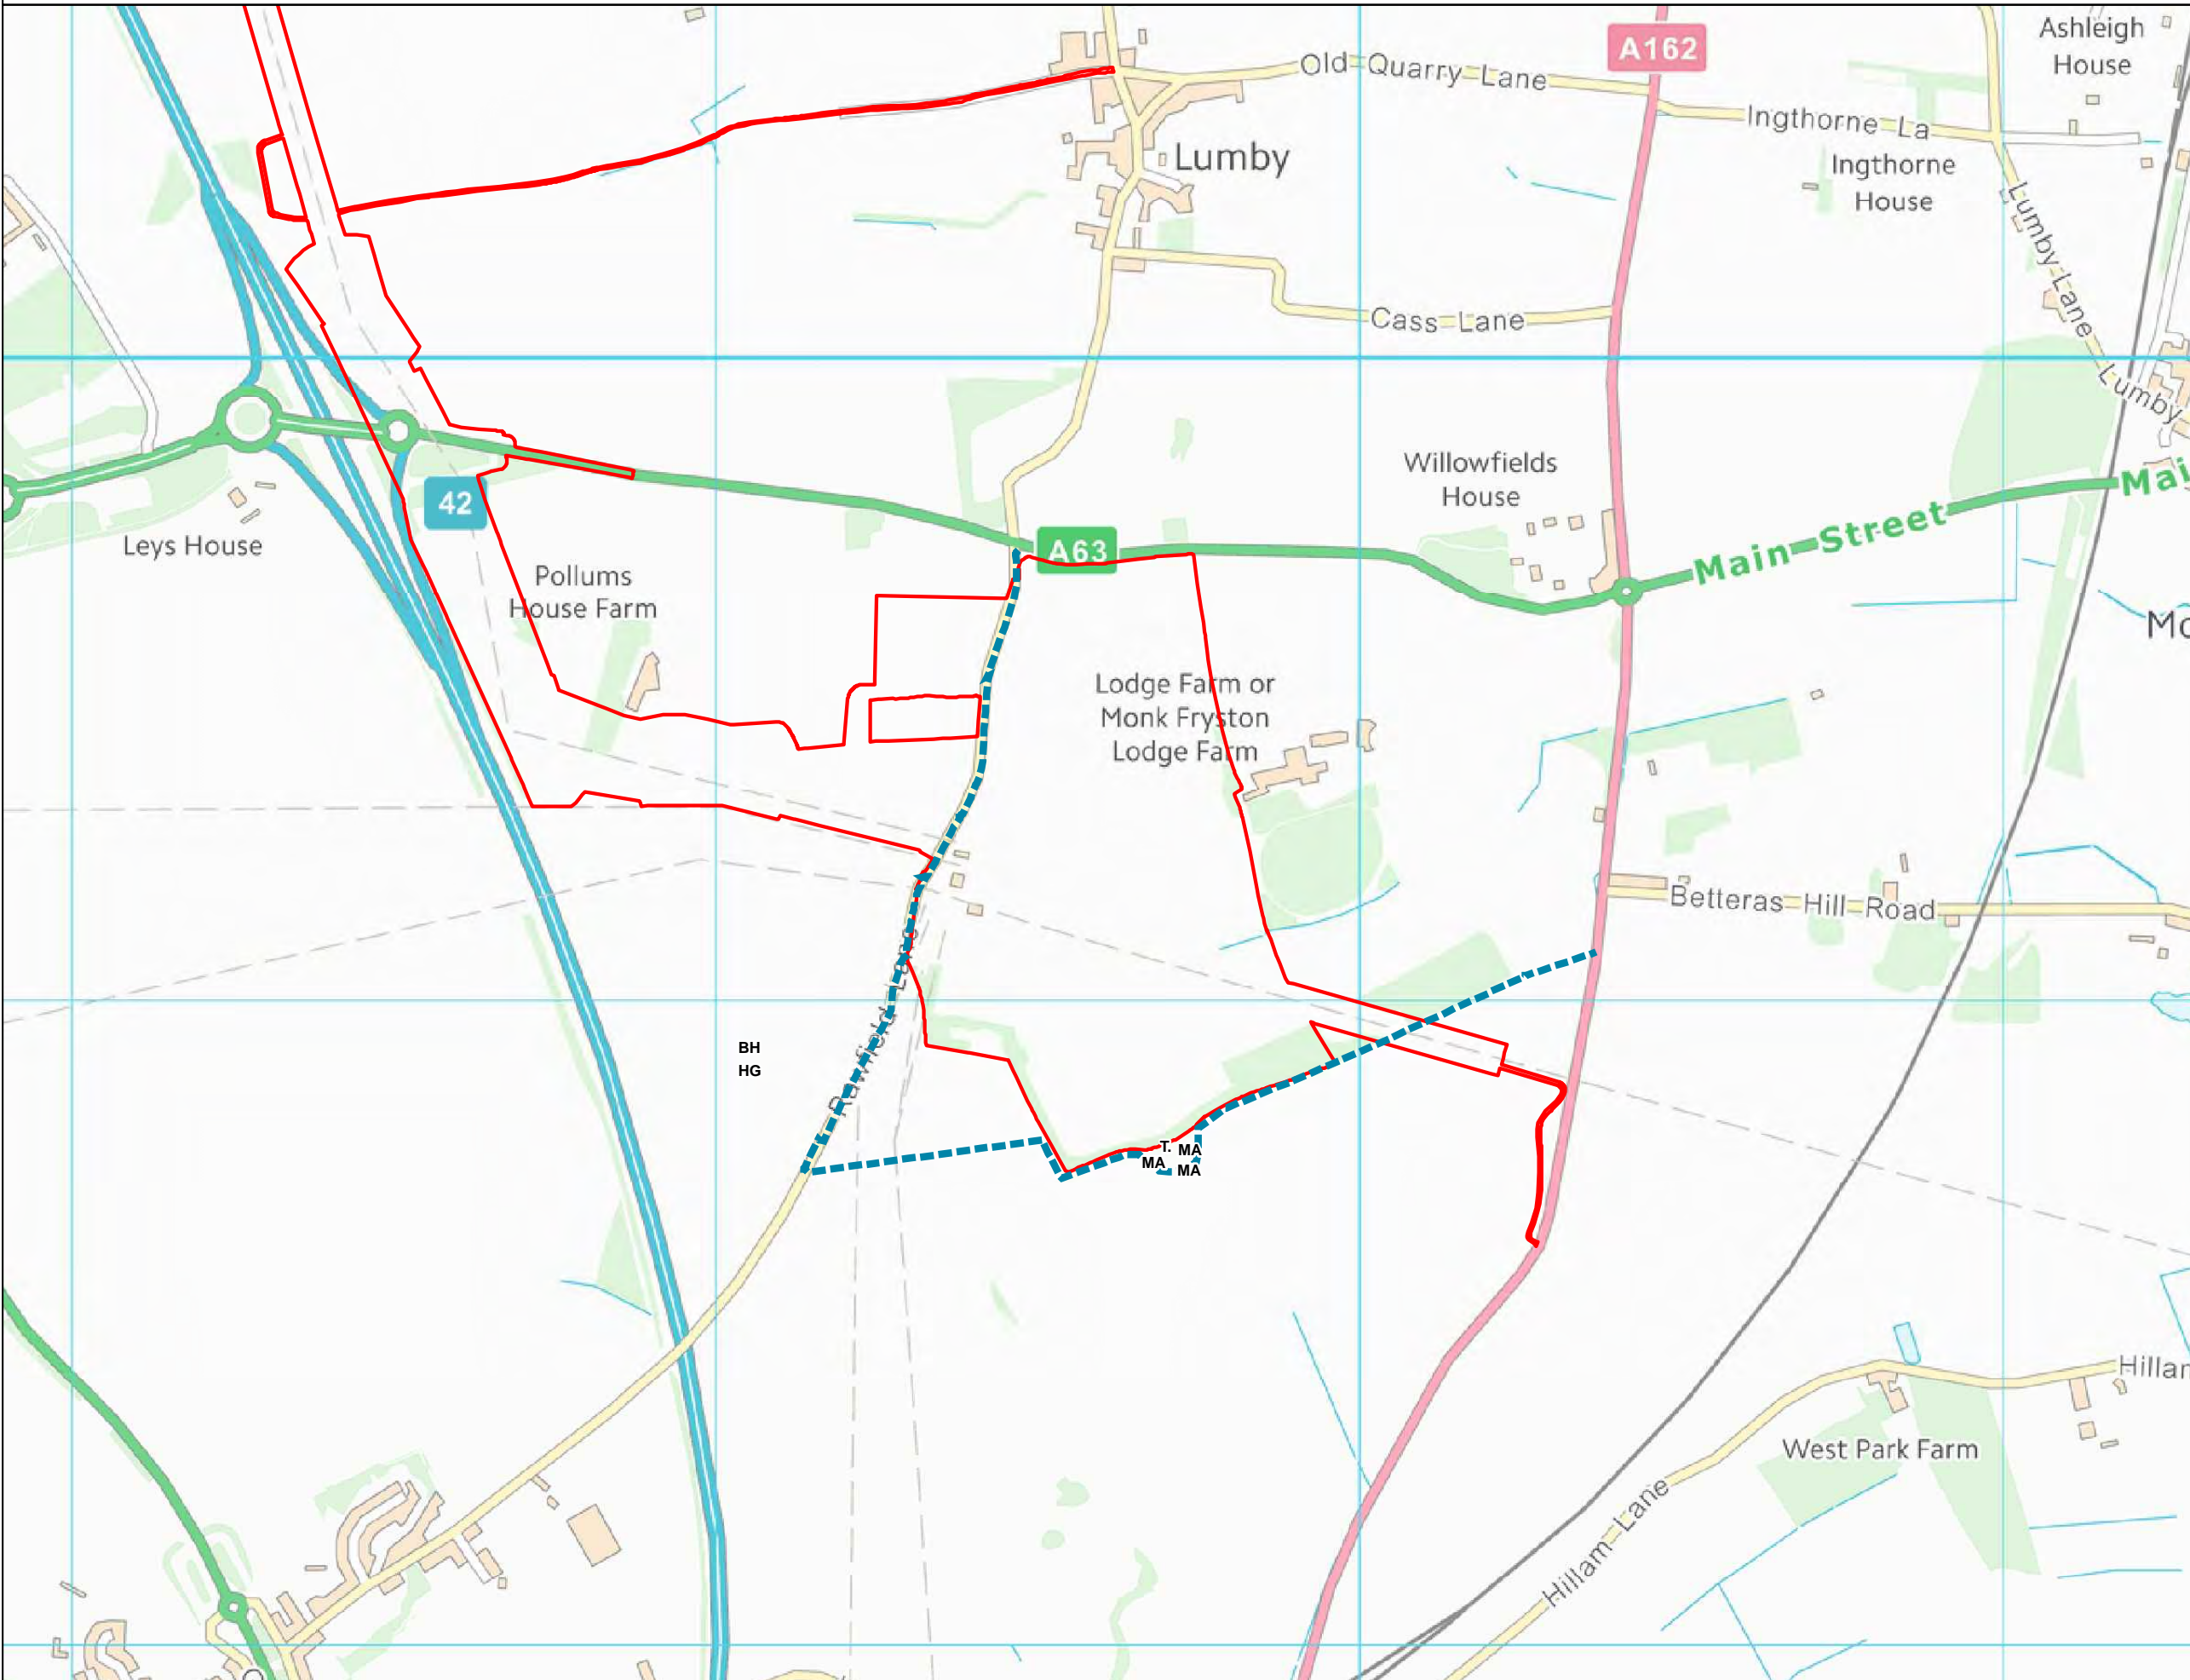 Ashleigh
House
A162
Old Quarry Lane
Ingthorne La
Lumby
Ingthorne
House
Lumby Lane
Cass Lane
Lumby
Willowfields
House
42
Main Street
Mai
Leys House
A63
Pollums
House Farm
Mo
Lodge Farm or
Monk Fryston
Lodge Farm
Betteras Hill Road
Rawfield Lane
BH
HG
T. MA
MA MA
Hillam
West Park Farm
Hillam Lane